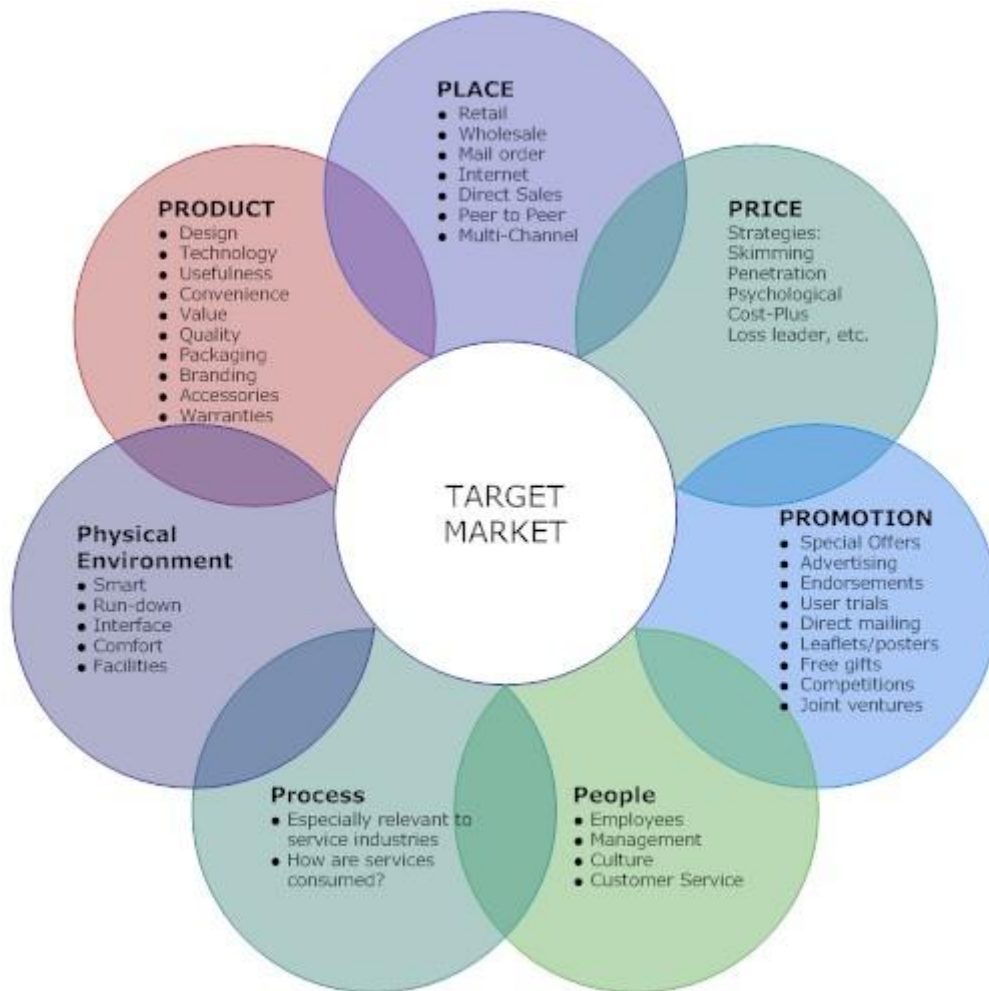 PLACE
● Retail
● Wholesale
● Mail order
● Internet
● Direct Sales
● Peer to Peer
● Multi-Channel
PRODUCT
● Design
● Technology
● Usefulness
● Convenience
● Value
● Quality
● Packaging
● Branding
● Accessories
● Warranties
PRICE
Strategies:
Skimming
Penetration
Psychological
Cost-Plus
Loss leader, etc.
TARGET
MARKET
Physical
Environment
● Smart
● Run-down
● Interface
● Comfort
● Facilities
PROMOTION
● Special Offers
● Advertising
● Endorsements
● User trials
● Direct mailing
● Leaflets/posters
● Free gifts
● Competitions
● Joint ventures
Process
● Especially relevant to
service industries
● How are services
consumed?
People
● Employees
● Management
● Culture
● Customer Service